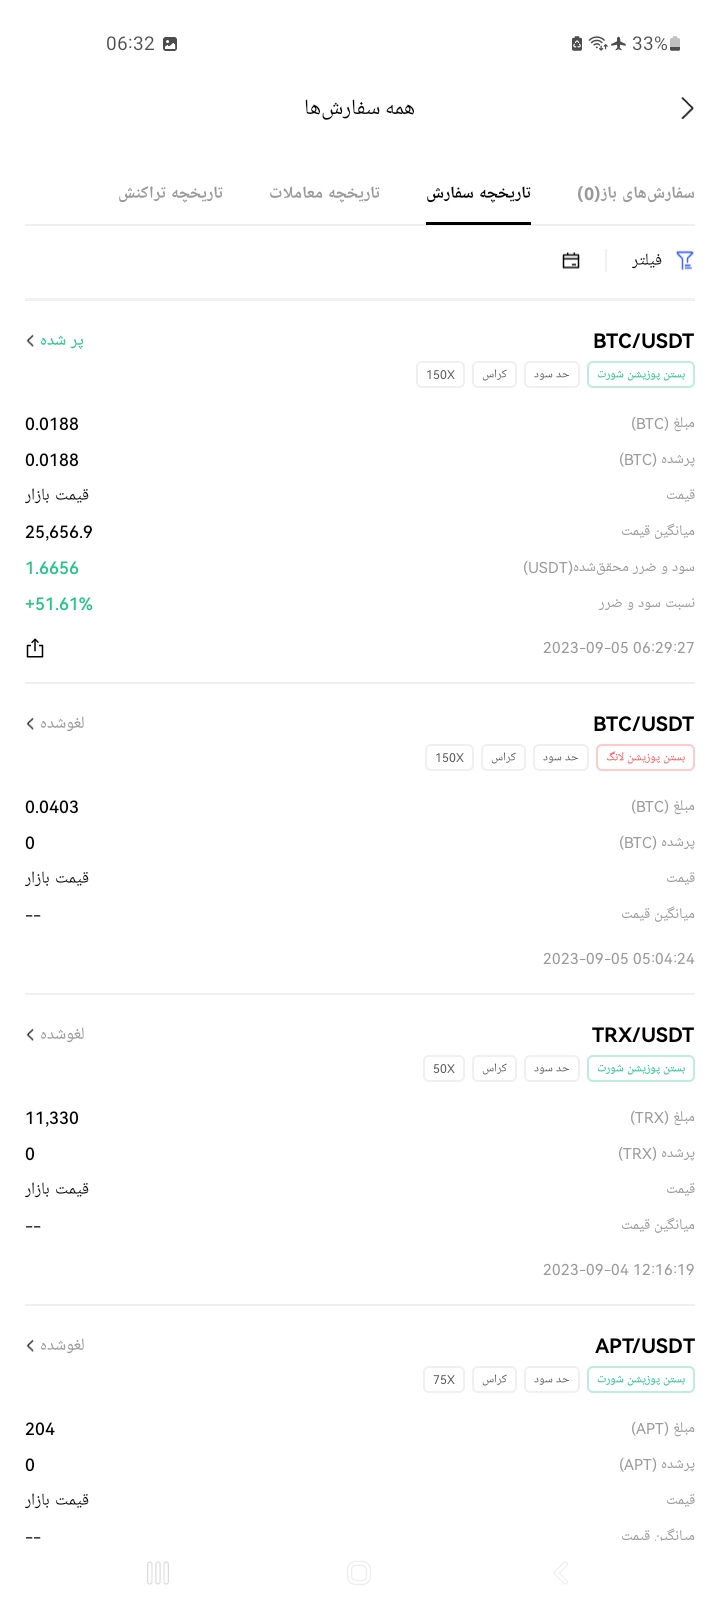 06:32 33%
همه سفارش‌ها
سفارش‌های باز(0) تاریخچه سفارش تاریخچه معاملات تاریخچه تراکنش
فیلتر
BTC/USDT پر شده
بستن پوزیشن شورت حد سود کراس 150X
مبلغ (BTC) 0.0188
پرشده (BTC) 0.0188
قیمت قیمت بازار
میانگین قیمت 25,656.9
سود و ضرر محقق‌شده(USDT) 1.6656
نسبت سود و ضرر +51.61%
2023-09-05 06:29:27
BTC/USDT لغوشده
بستن پوزیشن لانگ حد سود کراس 150X
مبلغ (BTC) 0.0403
پرشده (BTC) 0
قیمت قیمت بازار
میانگین قیمت --
2023-09-05 05:04:24
TRX/USDT لغوشده
بستن پوزیشن شورت حد سود کراس 50X
مبلغ (TRX) 11,330
پرشده (TRX) 0
قیمت قیمت بازار
میانگین قیمت --
2023-09-04 12:16:19
APT/USDT لغوشده
بستن پوزیشن شورت حد سود کراس 75X
مبلغ (APT) 204
پرشده (APT) 0
قیمت قیمت بازار
میانگین قیمت --